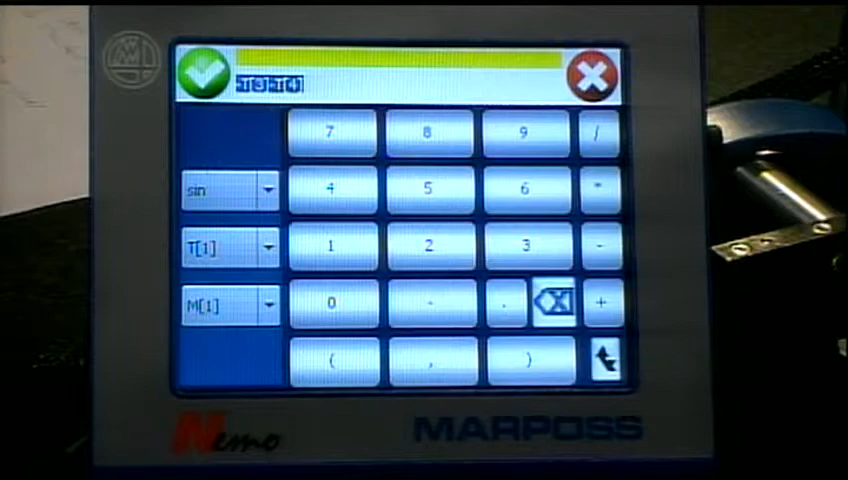 7 8 9 /
sin 4 5 6 *
T[1] 1 2 3 -
M[1] 0 - . X +
( , )
Nemo MARPOSS